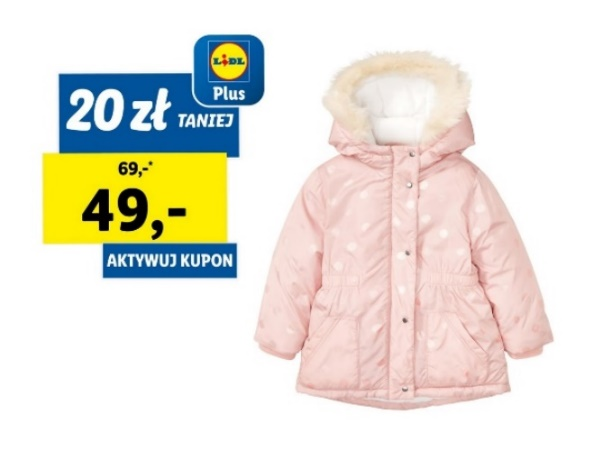 LIDL
Plus
20 zł TANIEJ
69,-*
49,-
AKTYWUJ KUPON